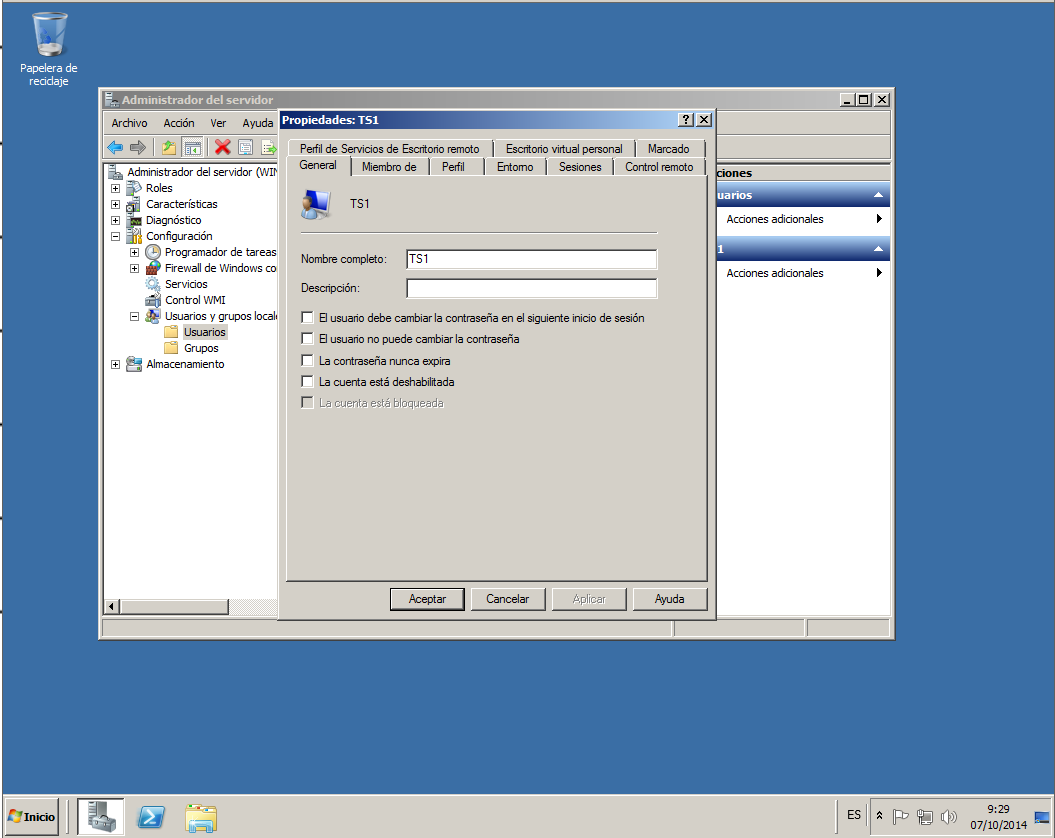 Papelera de
reciclaje
Administrador del servidor
Archivo Acción Ver Ayuda
Propiedades: TS1
Perfil de Servicios de Escritorio remoto Escritorio virtual personal Marcado
General Miembro de Perfil Entorno Sesiones Control remoto
TS1
Nombre completo: TS1
Descripción:
El usuario debe cambiar la contraseña en el siguiente inicio de sesión
El usuario no puede cambiar la contraseña
La contraseña nunca expira
La cuenta está deshabilitada
La cuenta está bloqueada
Aceptar Cancelar Aplicar Ayuda
Administrador del servidor (WIN
Roles
Características
Diagnóstico
Configuración
Programador de tareas
Firewall de Windows co
Servicios
Control WMI
Usuarios y grupos locale
Usuarios
Grupos
Almacenamiento
ciones
uarios
Acciones adicionales
1
Acciones adicionales
Inicio
ES
9:29
07/10/2014